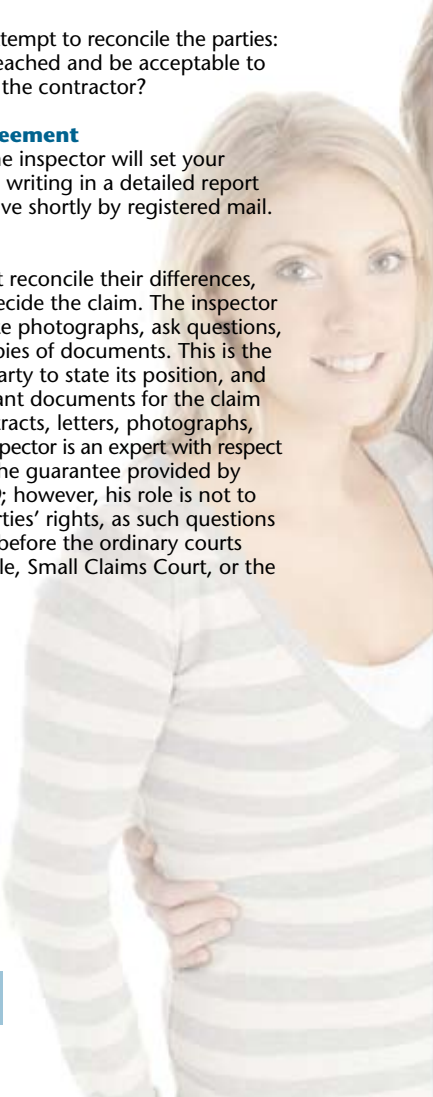 tempt to reconcile the parties:
eached and be acceptable to
the contractor?
eement
e inspector will set your
writing in a detailed report
ve shortly by registered mail.
t reconcile their differences,
ecide the claim. The inspector
e photographs, ask questions,
pies of documents. This is the
arty to state its position, and
ant documents for the claim
tracts, letters, photographs,
spector is an expert with respect
he guarantee provided by
; however, his role is not to
rties’ rights, as such questions
before the ordinary courts
le, Small Claims Court, or the